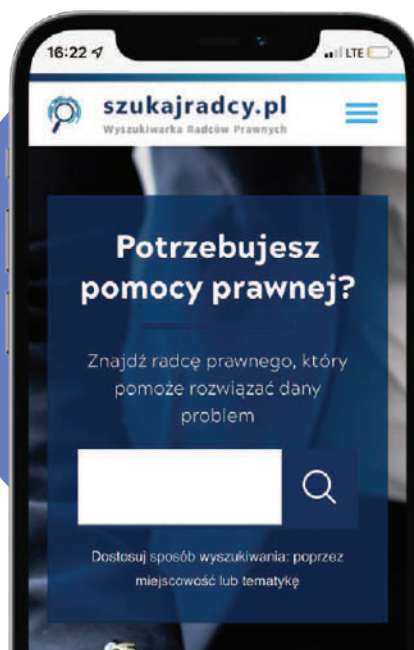 16:22
LTE
szukajradcy.pl
Wyszukiwarka Radców Prawnych
Potrzebujesz
pomocy prawnej?
Znajdź radcę prawnego, który
pomoże rozwiązać dany
problem
Dostosuj sposób wyszukiwania: poprzez
miejscowość lub tematykę